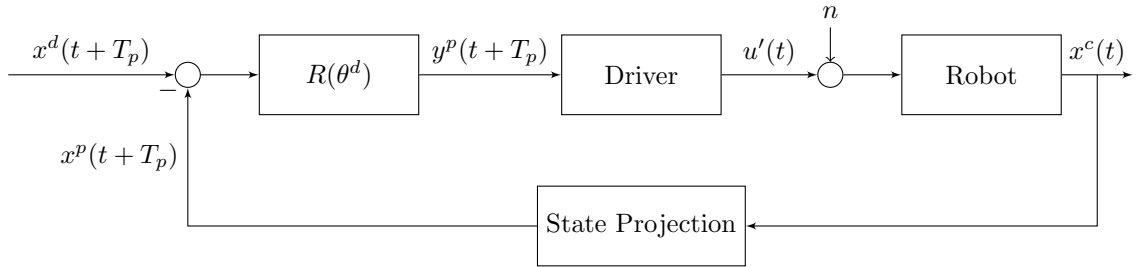 n
x^d(t + T_p)
y^p(t + T_p)
u'(t)
x^c(t)
R(θ^d)
Driver
Robot
−
x^p(t + T_p)
State Projection